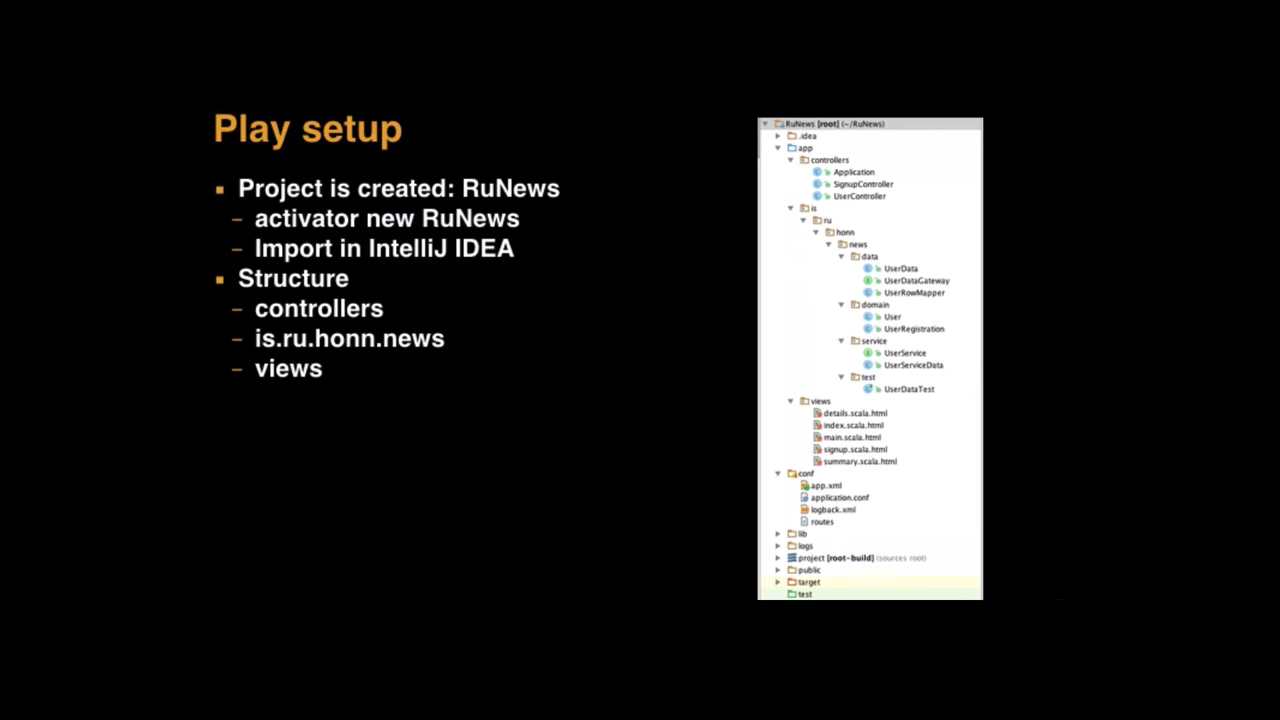 Play setup
Project is created: RuNews
– activator new RuNews
– Import in IntelliJ IDEA
Structure
– controllers
– is.ru.honn.news
– views
RuNews [root] (~/RuNews)
.idea
app
controllers
Application
SignupController
UserController
is
ru
honn
news
data
UserData
UserDataGateway
UserRowMapper
domain
User
UserRegistration
service
UserService
UserServiceData
test
UserDataTest
views
details.scala.html
index.scala.html
main.scala.html
signup.scala.html
summary.scala.html
conf
app.xml
application.conf
logback.xml
routes
lib
logs
project [root-build] (sources root)
public
target
test